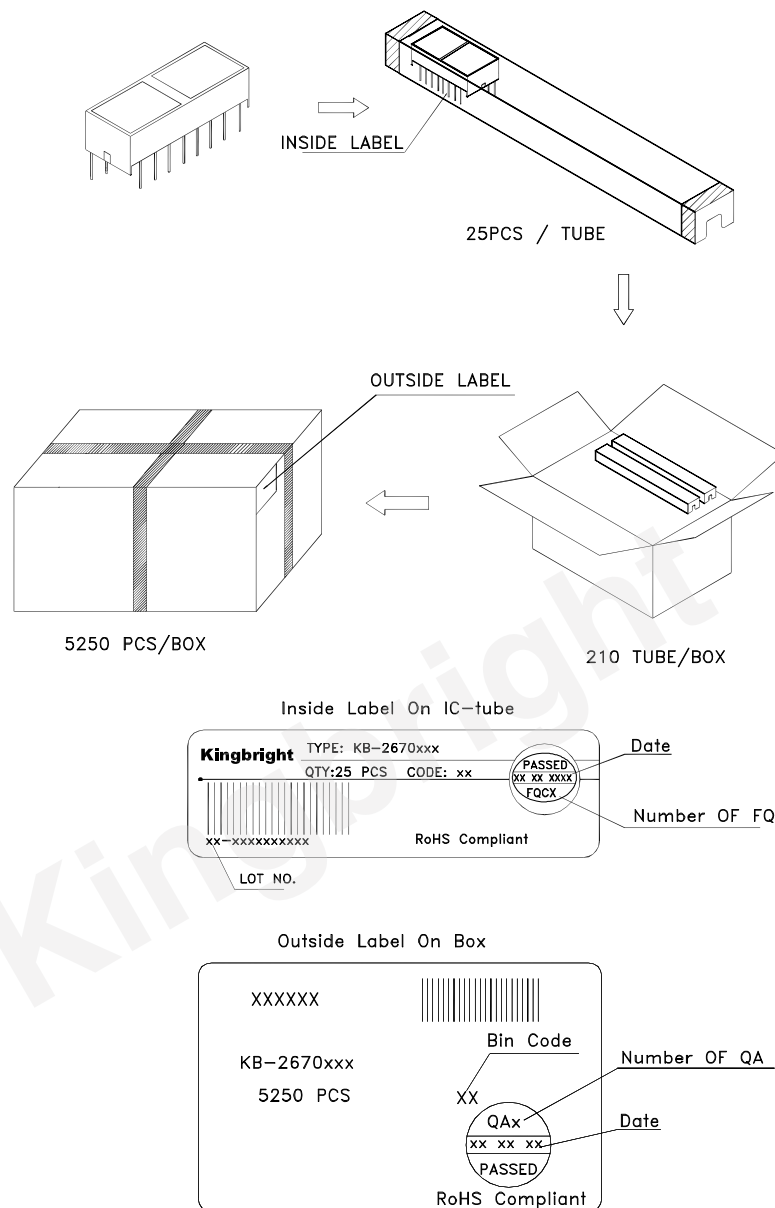 INSIDE LABEL
25PCS / TUBE
OUTSIDE LABEL
5250 PCS/BOX
210 TUBE/BOX
Inside Label On IC-tube
Kingbright
TYPE: KB-2670xxx
QTY:25 PCS CODE: xx
PASSED
xx xx xxxx
FQCX
Date
Number OF FQ
xx-xxxxxxxxxx
RoHS Compliant
LOT NO.
Outside Label On Box
XXXXXX
Bin Code
KB-2670xxx
5250 PCS
XX
Number OF QA
QAx
Date
xx xx xx
PASSED
RoHS Compliant
Kingbright